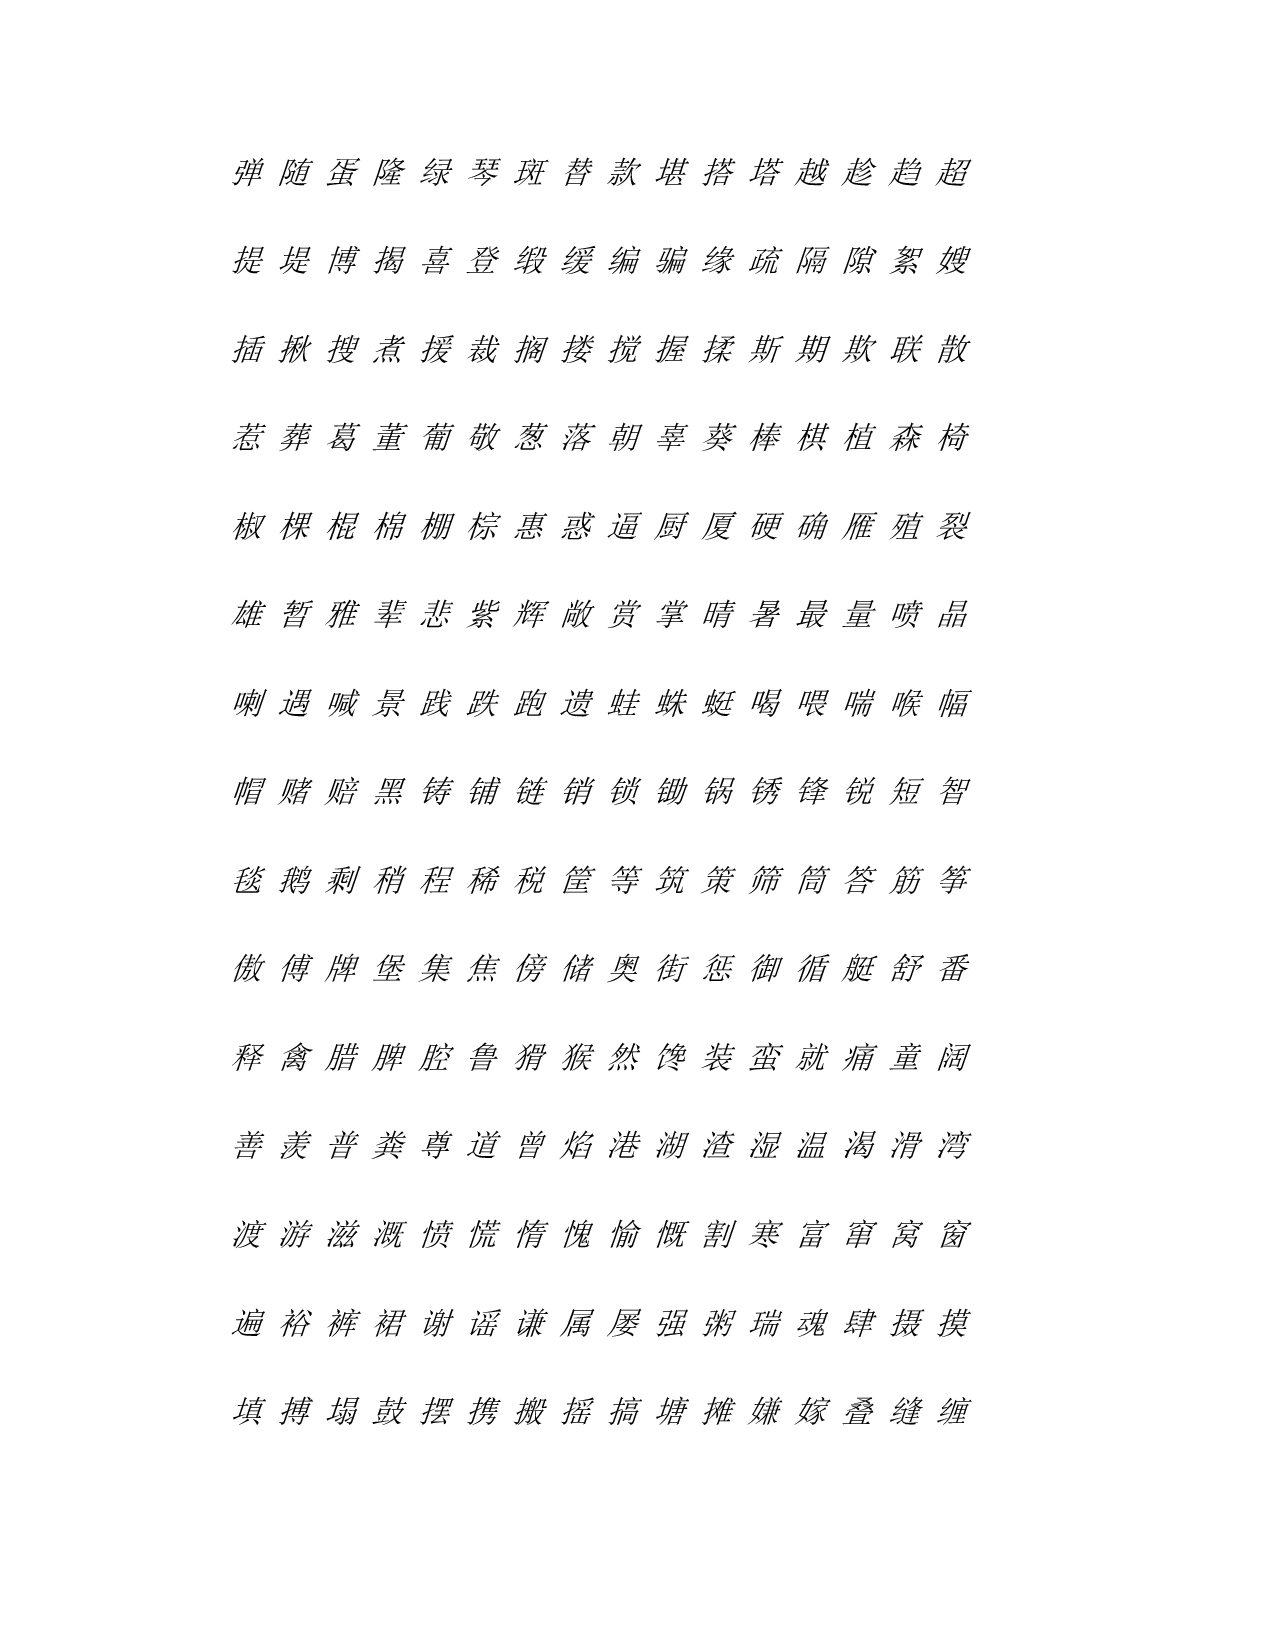 弹 随 蛋 隆 绿 琴 斑 替 款 堪 搭 塔 越 趁 趋 超
提 堤 博 揭 喜 登 缎 缓 编 骗 缘 疏 隔 隙 絮 嫂
插 揪 搜 煮 援 裁 搁 搂 搅 握 揉 斯 期 欺 联 散
惹 葬 葛 董 葡 敬 葱 落 朝 辜 葵 棒 棋 植 森 椅
椒 棵 棍 棉 棚 棕 惠 惑 逼 厨 厦 硬 确 雁 殖 裂
雄 暂 雅 辈 悲 紫 辉 敞 赏 掌 晴 暑 最 量 喷 晶
喇 遇 喊 景 践 跌 跑 遗 蛙 蛛 蜓 喝 喂 喘 喉 幅
帽 赌 赔 黑 铸 铺 链 销 锁 锄 锅 锈 锋 锐 短 智
毯 鹅 剩 稍 程 稀 税 筐 等 筑 策 筛 筒 答 筋 筝
傲 傅 牌 堡 集 焦 傍 储 奥 街 惩 御 循 艇 舒 番
释 禽 腊 脾 腔 鲁 猾 猴 然 馋 装 蛮 就 痛 童 阔
善 羡 普 粪 尊 道 曾 焰 港 湖 渣 湿 温 渴 滑 湾
渡 游 滋 溉 愤 慌 惰 愧 愉 慨 割 寒 富 窜 窝 窗
遍 裕 裤 裙 谢 谣 谦 属 屡 强 粥 瑞 魂 肆 摄 摸
填 搏 塌 鼓 摆 携 搬 摇 搞 塘 摊 嫌 嫁 叠 缝 缠